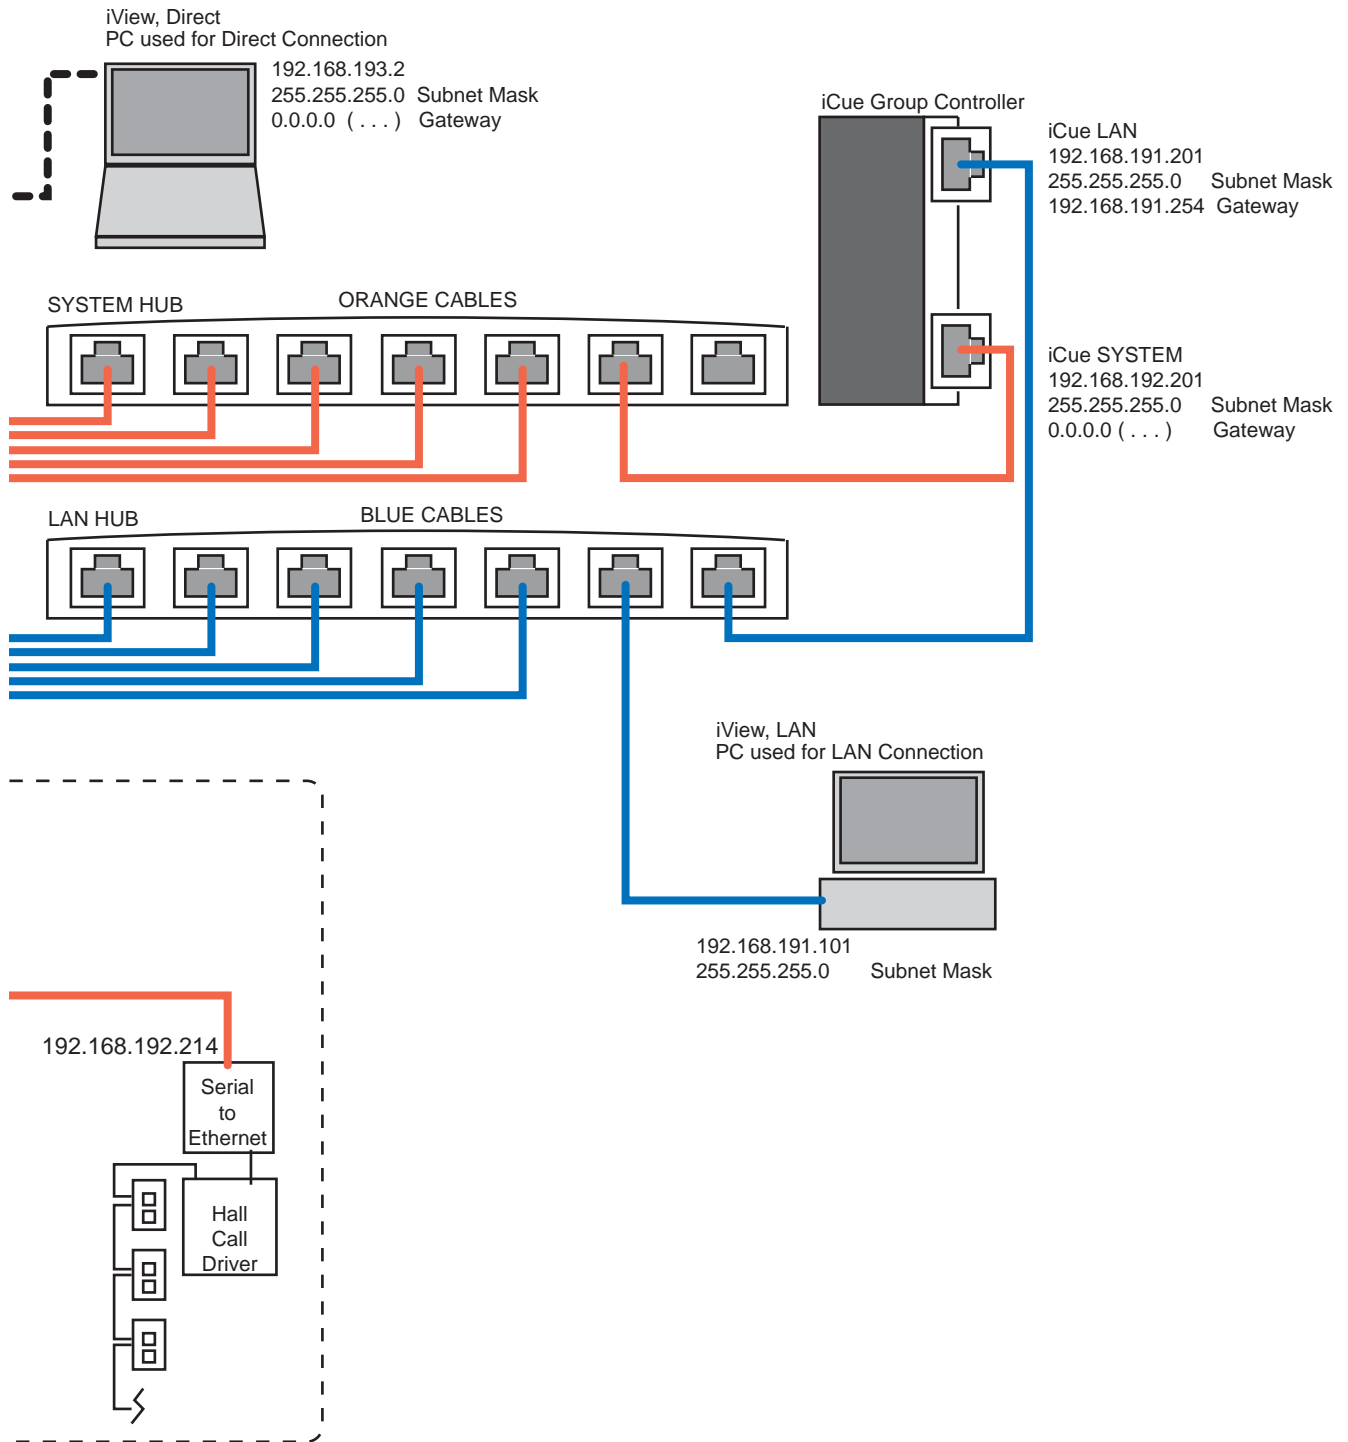 iView, Direct
PC used for Direct Connection
192.168.193.2
255.255.255.0 Subnet Mask
0.0.0.0 ( . . . ) Gateway
iCue Group Controller
iCue LAN
192.168.191.201
255.255.255.0 Subnet Mask
192.168.191.254 Gateway
SYSTEM HUB
ORANGE CABLES
iCue SYSTEM
192.168.192.201
255.255.255.0 Subnet Mask
0.0.0.0 ( . . . ) Gateway
LAN HUB
BLUE CABLES
iView, LAN
PC used for LAN Connection
192.168.191.101
255.255.255.0 Subnet Mask
192.168.192.214
Serial
to
Ethernet
Hall
Call
Driver